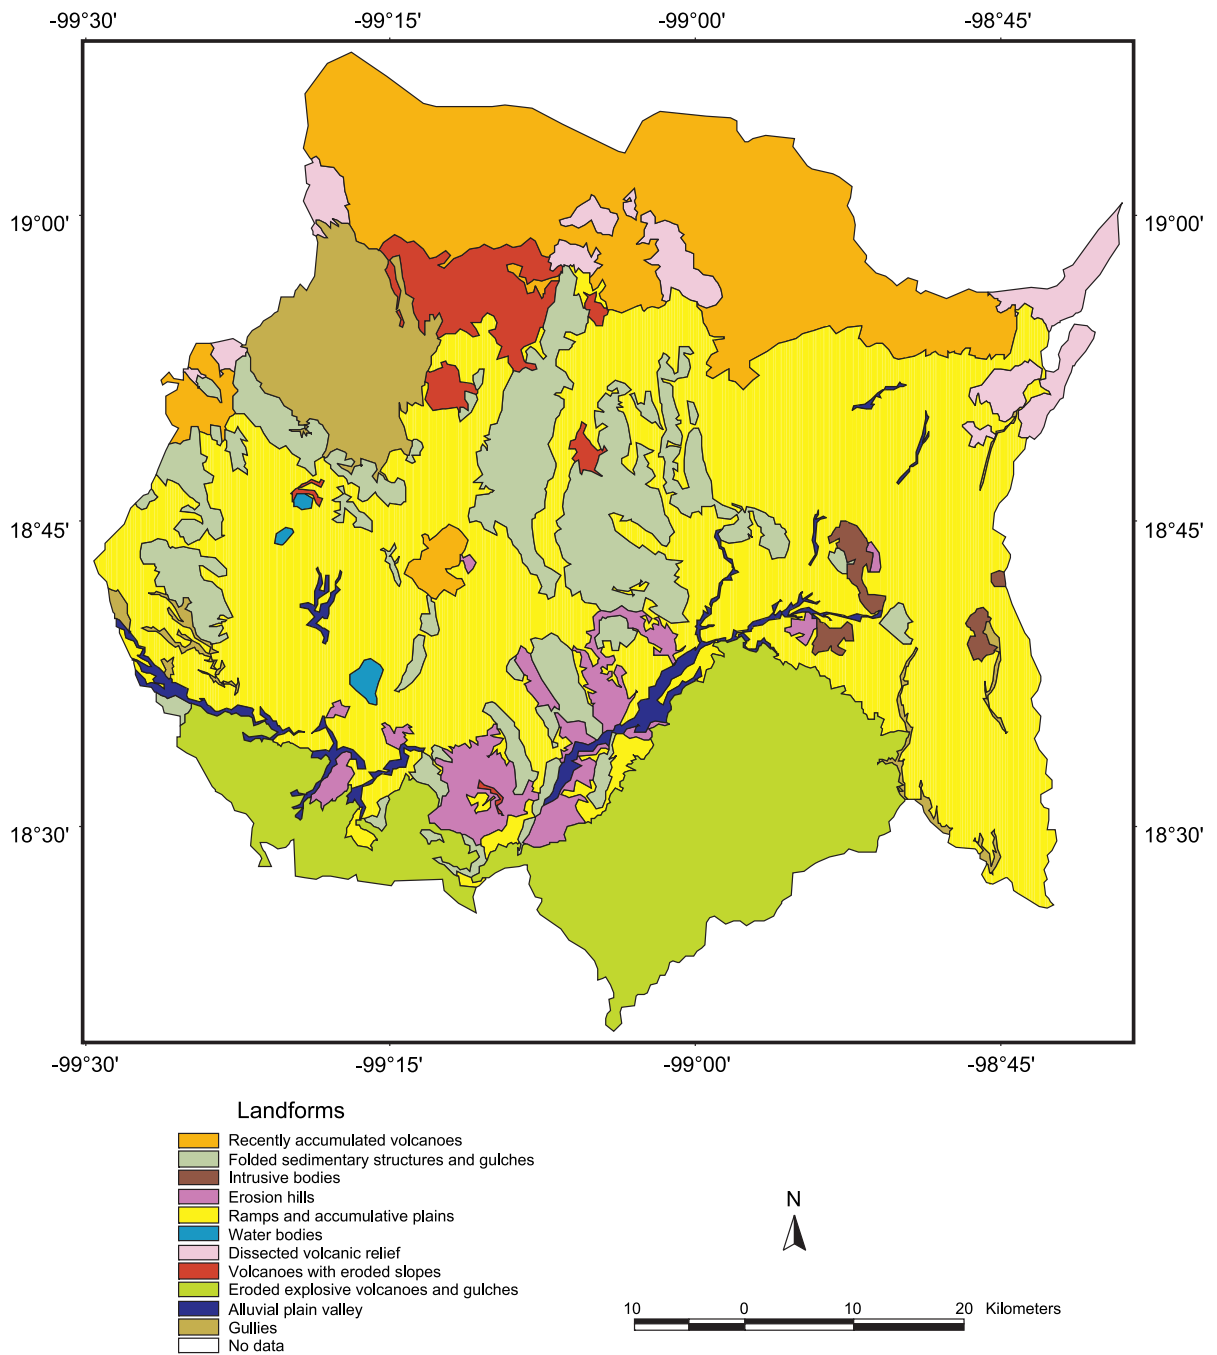 -99°30' -99°15' -99°00' -98°45'
19°00' 19°00'
18°45' 18°45'
18°30' 18°30'
-99°30' -99°15' -99°00' -98°45'
Landforms
Recently accumulated volcanoes
Folded sedimentary structures and gulches
Intrusive bodies
Erosion hills
Ramps and accumulative plains
Water bodies
Dissected volcanic relief
Volcanoes with eroded slopes
Eroded explosive volcanoes and gulches
Alluvial plain valley
Gullies
No data
N
10 0 10 20 Kilometers